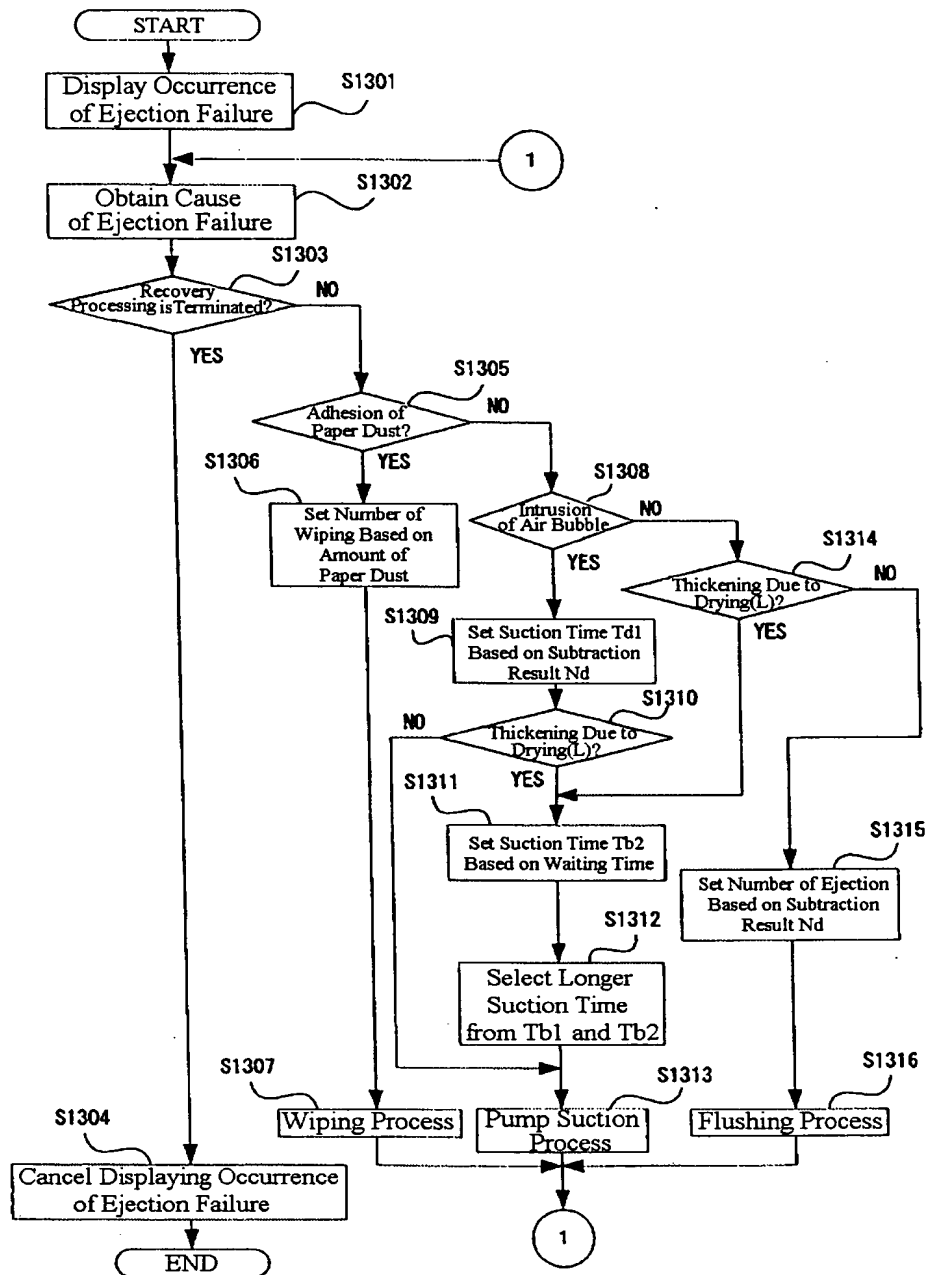 START
S1301
Display Occurrence
of Ejection Failure
1
S1302
Obtain Cause
of Ejection Failure
S1303
Recovery
Processing is Terminated?
NO
YES
S1305
Adhesion of
Paper Dust?
NO
YES
S1306
Set Number of
Wiping Based on
Amount of
Paper Dust
S1308
Intrusion
of Air Bubble
NO
YES
S1314
Thickening Due to
Drying(L)?
NO
YES
S1309
Set Suction Time Td1
Based on Subtraction
Result Nd
S1310
NO
Thickening Due to
Drying(L)?
YES
S1311
Set Suction Time Tb2
Based on Waiting Time
S1315
Set Number of Ejection
Based on Subtraction
Result Nd
S1312
Select Longer
Suction Time
from Tb1 and Tb2
S1307
Wiping Process
S1313
Pump Suction
Process
S1316
Flushing Process
S1304
Cancel Displaying Occurrence
of Ejection Failure
1
END